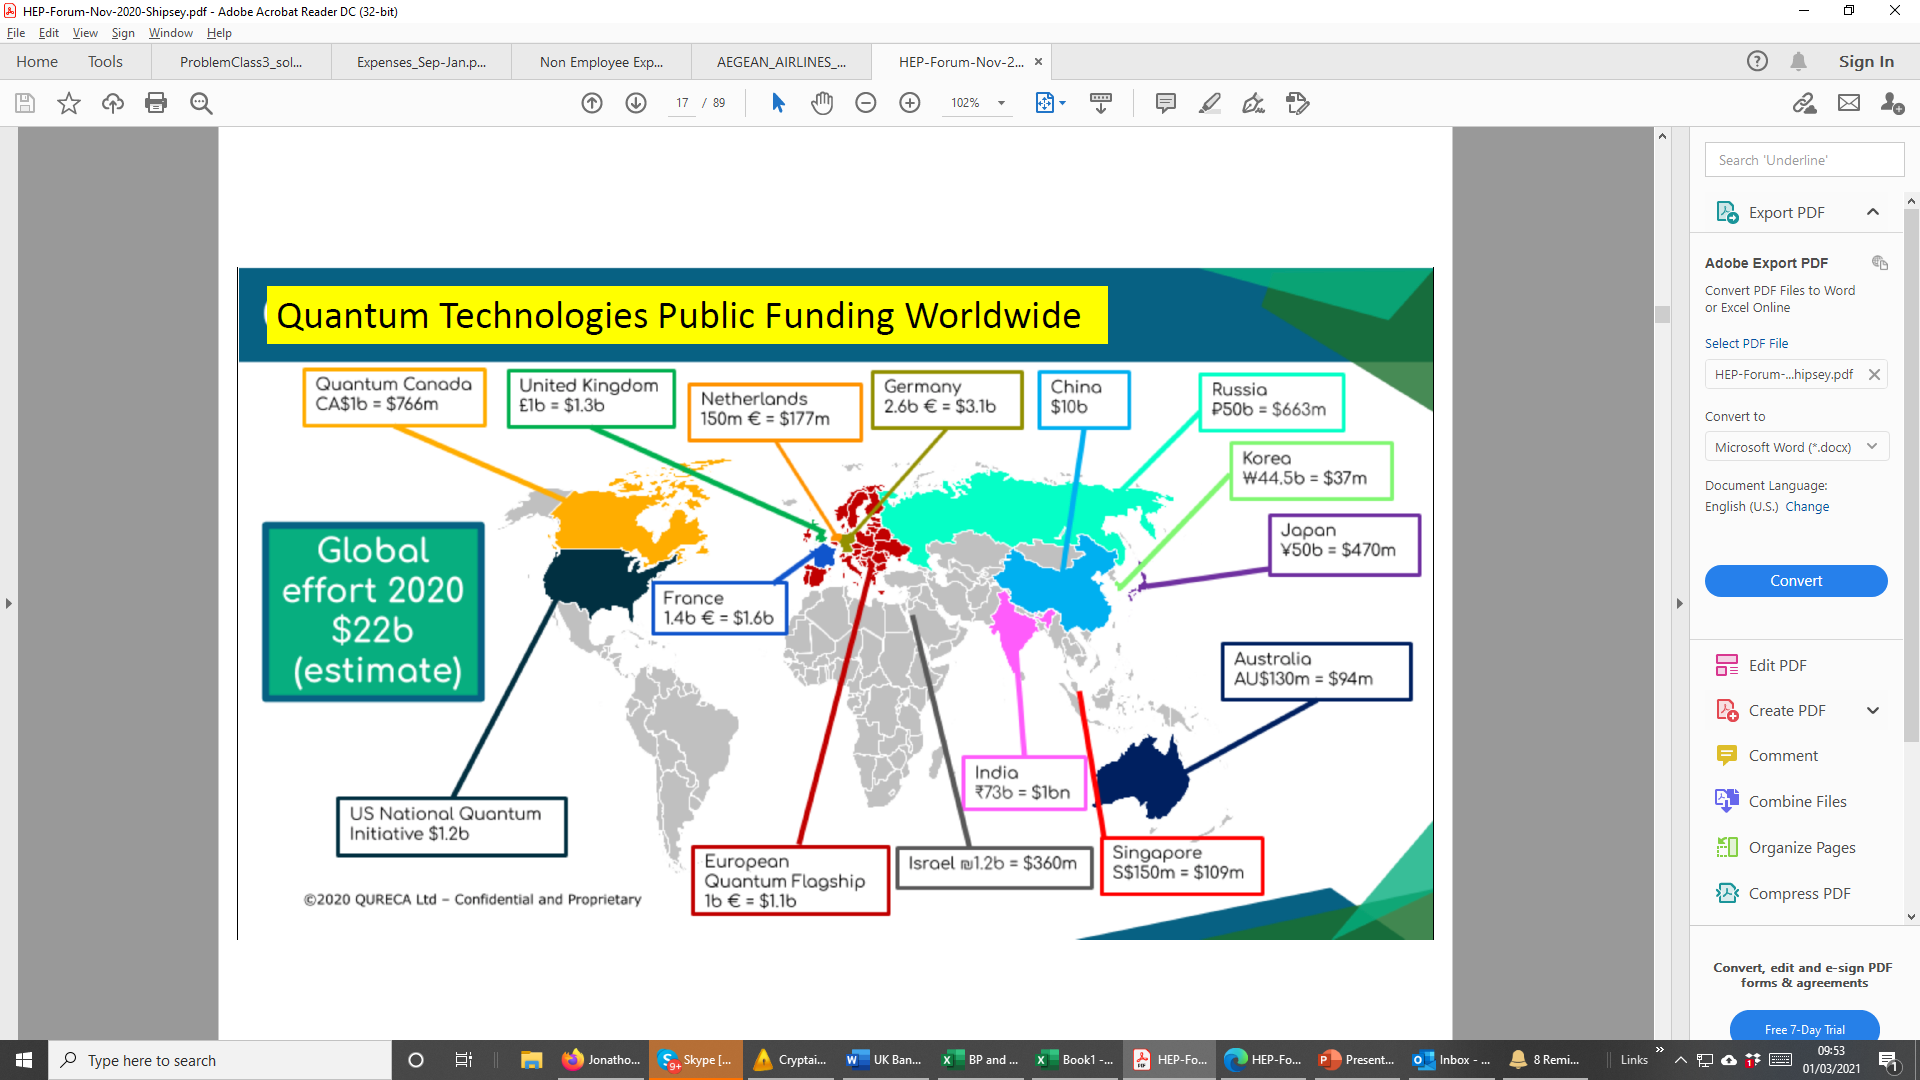 HEP-Forum-Nov-2020-Shipsey.pdf - Adobe Acrobat Reader DC (32-bit)
File Edit View Sign Window Help
Home Tools ProblemClass3_sol... Expenses_Sep-Jan.p... Non Employee Exp... AEGEAN_AIRLINES_... HEP-Forum-Nov-2... Sign In
17 / 89 102%
Quantum Technologies Public Funding Worldwide
Quantum Canada
CA$1b = $766m
United Kingdom
£1b = $1.3b
Netherlands
150m € = $177m
Germany
2.6b € = $3.1b
China
$10b
Russia
₽50b = $663m
Korea
₩44.5b = $37m
Japan
¥50b = $470m
Global
effort 2020
$22b
(estimate)
France
1.4b € = $1.6b
Australia
AU$130m = $94m
India
₹73b = $1bn
US National Quantum
Initiative $1.2b
European
Quantum Flagship
1b € = $1.1b
Israel ₪1.2b = $360m
Singapore
S$150m = $109m
©2020 QURECA Ltd – Confidential and Proprietary
Search 'Underline'
Export PDF
Adobe Export PDF
Convert PDF Files to Word
or Excel Online
Select PDF File
HEP-Forum-...hipsey.pdf
Convert to
Microsoft Word (*.docx)
Document Language:
English (U.S.) Change
Convert
Edit PDF
Create PDF
Comment
Combine Files
Organize Pages
Compress PDF
Convert, edit and e-sign PDF
forms & agreements
Free 7-Day Trial
Type here to search
Jonatho...
Skype [...
9+
Cryptai...
UK Ban...
BP and ...
Book1 -...
HEP-Fo...
HEP-Fo...
Present...
Inbox - ...
8 Remi...
Links
09:53
01/03/2021
1